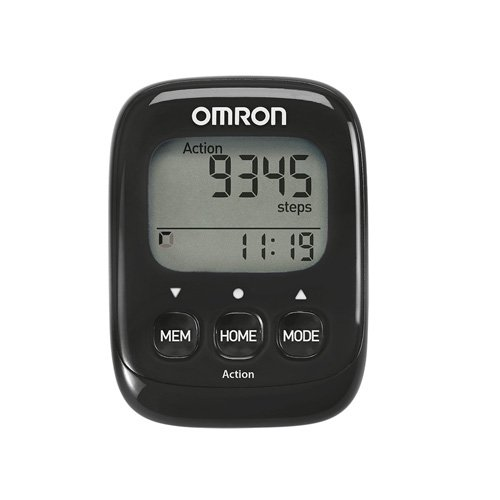 OMRON
Action
9345
steps
11:19
MEM HOME MODE
Action